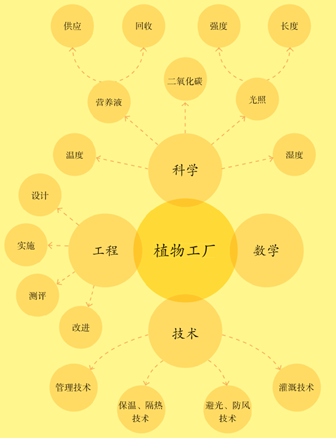 供应
回收
强度
长度
二氧化碳
营养液
光照
温度
科学
湿度
设计
实施
工程
植物工厂
数学
测评
改进
技术
管理技术
保温、隔热
技术
避光、防风
技术
灌溉技术